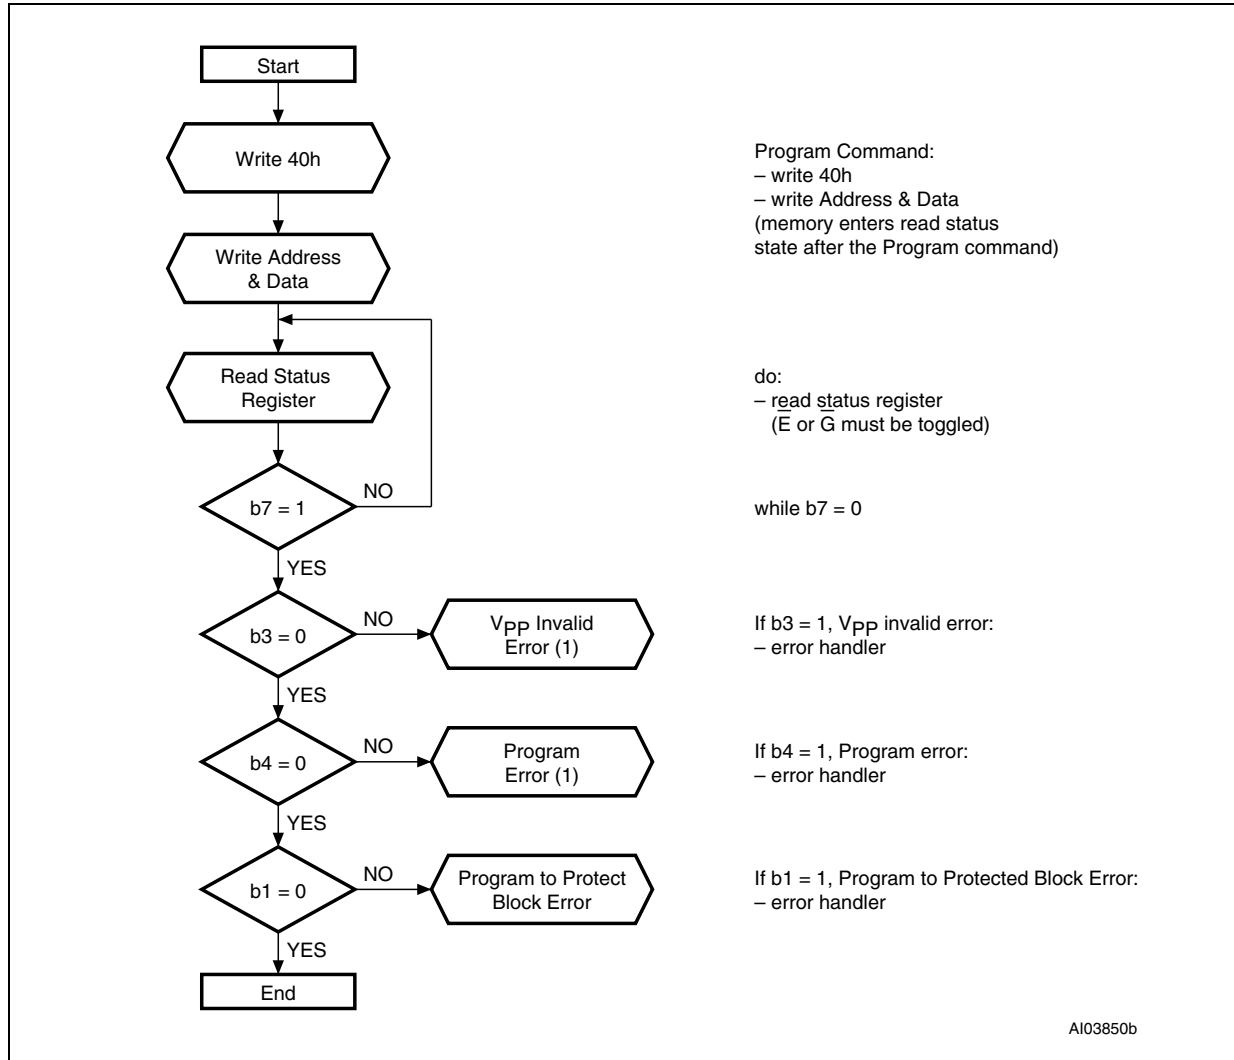 Start
Write 40h
Program Command:
– write 40h
– write Address & Data
(memory enters read status
state after the Program command)
Write Address
& Data
Read Status
Register
do:
– read status register
(E̅ or G̅ must be toggled)
b7 = 1
NO
while b7 = 0
YES
b3 = 0
NO
VPP Invalid
Error (1)
If b3 = 1, VPP invalid error:
– error handler
YES
b4 = 0
NO
Program
Error (1)
If b4 = 1, Program error:
– error handler
YES
b1 = 0
NO
Program to Protect
Block Error
If b1 = 1, Program to Protected Block Error:
– error handler
YES
End
AI03850b